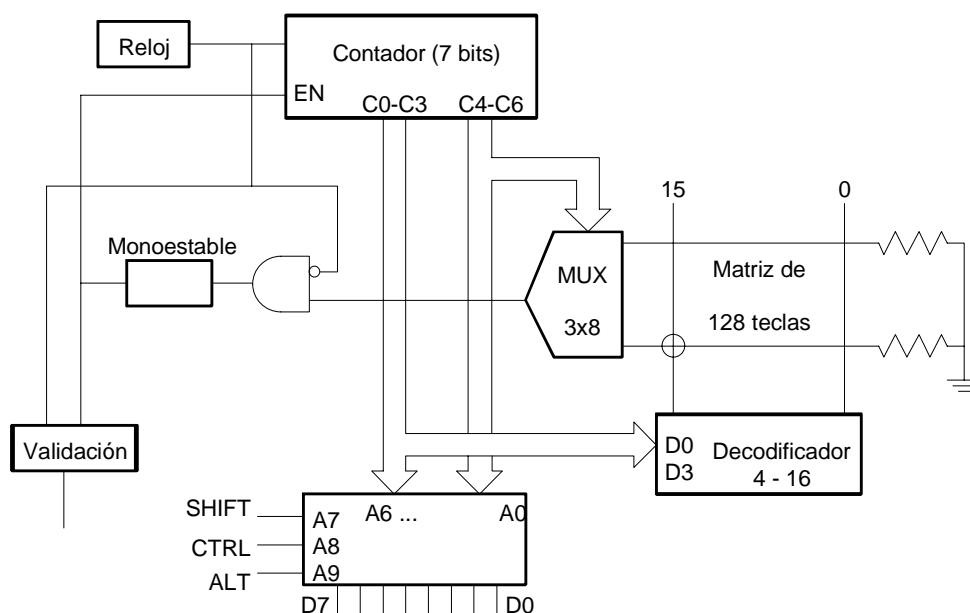 Reloj
Contador (7 bits)
EN
C0-C3
C4-C6
15
0
Monoestable
MUX
3x8
Matriz de
128 teclas
Validación
D0
D3
Decodificador
4 - 16
SHIFT
CTRL
ALT
A7
A8
A9
A6 ...
A0
D7
D0